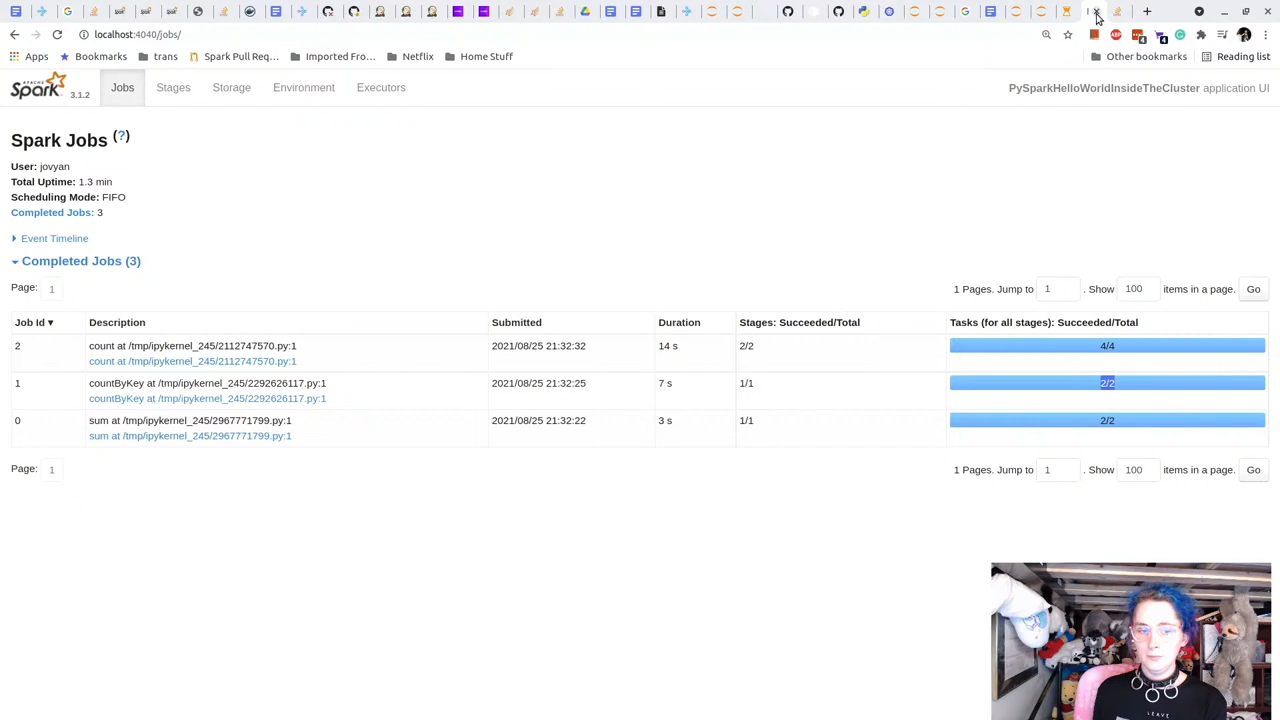 localhost:4040/jobs/
4
4
Apps
Bookmarks
trans
Spark Pull Req...
Imported Fro...
Netflix
Home Stuff
Other bookmarks
Reading list
APACHE
Spark
3.1.2
Jobs
Stages
Storage
Environment
Executors
PySparkHelloWorldInsideTheCluster application UI
Spark Jobs (?)
User: jovyan
Total Uptime: 1.3 min
Scheduling Mode: FIFO
Completed Jobs: 3
Event Timeline
Completed Jobs (3)
Page: 1
1 Pages. Jump to 1 . Show 100 items in a page. Go
Job Id ▾ Description Submitted Duration Stages: Succeeded/Total Tasks (for all stages): Succeeded/Total
2 count at /tmp/ipykernel_245/2112747570.py:1 2021/08/25 21:32:32 14 s 2/2 4/4
count at /tmp/ipykernel_245/2112747570.py:1
1 countByKey at /tmp/ipykernel_245/2292626117.py:1 2021/08/25 21:32:25 7 s 1/1 2/2
countByKey at /tmp/ipykernel_245/2292626117.py:1
0 sum at /tmp/ipykernel_245/2967771799.py:1 2021/08/25 21:32:22 3 s 1/1 2/2
sum at /tmp/ipykernel_245/2967771799.py:1
Page: 1
1 Pages. Jump to 1 . Show 100 items in a page. Go
LEAVE